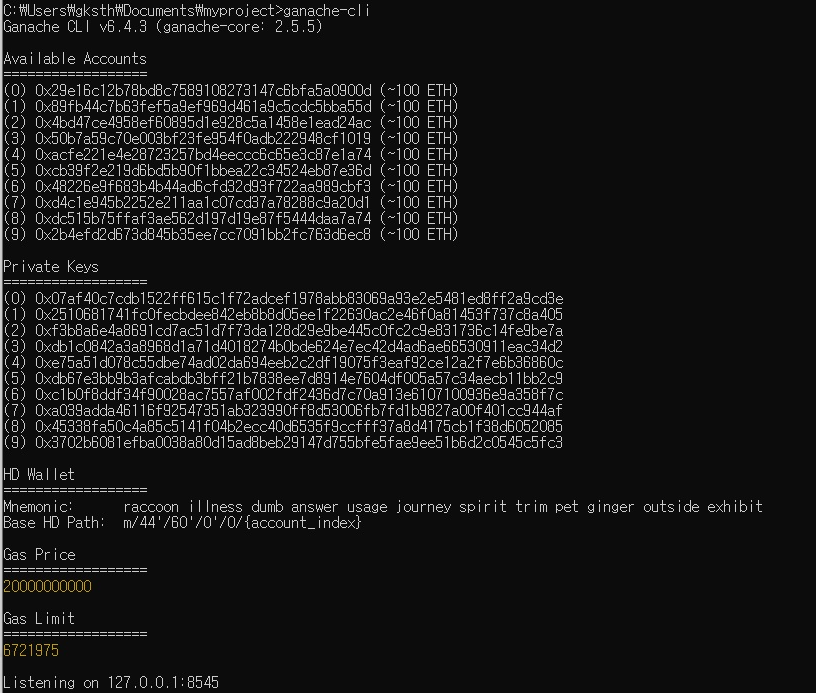 C:₩Users₩gksth₩Documents₩myproject>ganache-cli
Ganache CLI v6.4.3 (ganache-core: 2.5.5)
Available Accounts
==================
(0) 0x29e16c12b78bd8c7589108273147c6bfa5a0900d (~100 ETH)
(1) 0x89fb44c7b63fef5a9ef969d461a9c5cdc5bba55d (~100 ETH)
(2) 0x4bd47ce4958ef60895d1e928c5a1458e1ead24ac (~100 ETH)
(3) 0x50b7a59c70e003bf23fe954f0adb222948cf1019 (~100 ETH)
(4) 0xacfe221e4e28723257bd4eeccc6c65e3c87e1a74 (~100 ETH)
(5) 0xcb39f2e219d6bd5b90f1bbea22c34524eb87e36d (~100 ETH)
(6) 0x48226e9f683b4b44ad6cfd32d93f722aa989cbf3 (~100 ETH)
(7) 0xd4c1e945b2252e211aa1c07cd37a78288c9a20d1 (~100 ETH)
(8) 0xdc515b75ffaf3ae562d197d19e87f5444daa7a74 (~100 ETH)
(9) 0x2b4efd2d673d845b35ee7cc7091bb2fc763d6ec8 (~100 ETH)
Private Keys
==================
(0) 0x07af40c7cdb1522ff615c1f72adcef1978abb83069a93e2e5481ed8ff2a9cd3e
(1) 0x2510681741fc0fecbdee842eb8b8d05ee1f22630ac2e46f0a81453f737c8a405
(2) 0xf3b8a6e4a8691cd7ac51d7f73da128d29e9be445c0fc2c9e831736c14fe9be7a
(3) 0xdb1c0842a3a8968d1a71d4018274b0bde624e7ec42d4ad6ae66530911eac34d2
(4) 0xe75a51d078c55dbe74ad02da694eeb2c2df19075f3eaf92ce12a2f7e6b36860c
(5) 0xdb67e3bb9b3afcabdb3bff21b7838ee7d8914e7604df005a57c34aecb11bb2c9
(6) 0xc1b0f8ddf34f90028ac7557af002fdf2436d7c70a913e6107100936e9a358f7c
(7) 0xa039adda46116f92547351ab323990ff8d53006fb7fd1b9827a00f401cc944af
(8) 0x45338fa50c4a85c5141f04b2ecc40d6535f9ccfff37a8d4175cb1f38d6052085
(9) 0x3702b6081efba0038a80d15ad8beb29147d755bfe5fae9ee51b6d2c0545c5fc3
HD Wallet
==================
Mnemonic:      raccoon illness dumb answer usage journey spirit trim pet ginger outside exhibit
Base HD Path:  m/44'/60'/0'/0/{account_index}
Gas Price
==================
20000000000
Gas Limit
==================
6721975
Listening on 127.0.0.1:8545